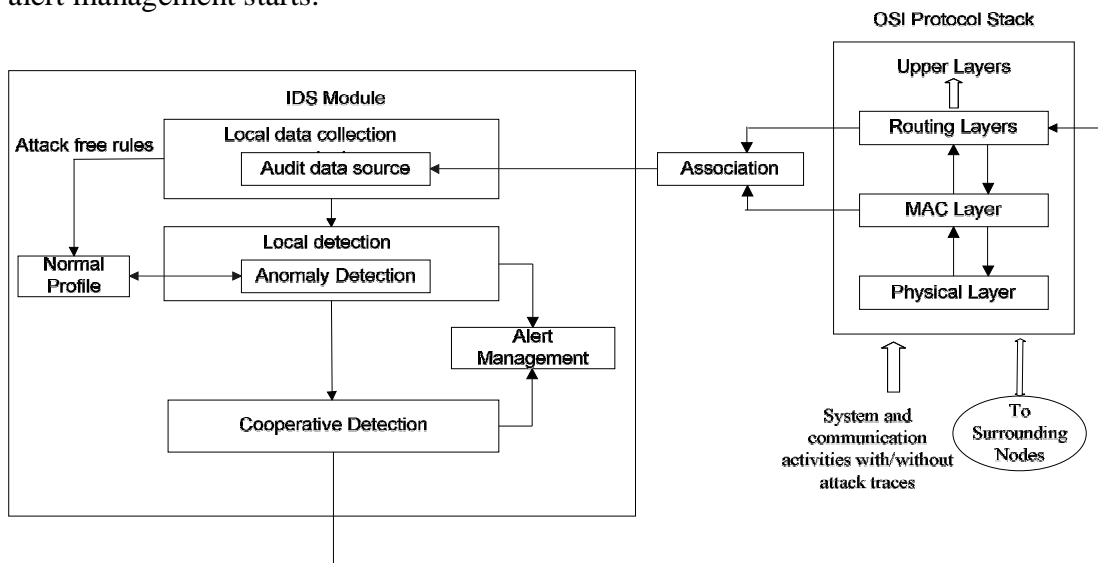 alert management starts.
OSI Protocol Stack
Upper Layers
IDS Module
Local data collection
Attack free rules
Routing Layers
Audit data source
Association
MAC Layer
Local detection
Normal
Profile
Anomaly Detection
Physical Layer
Alert
Management
Cooperative Detection
System and
communication
activities with/without
attack traces
To
Surrounding
Nodes